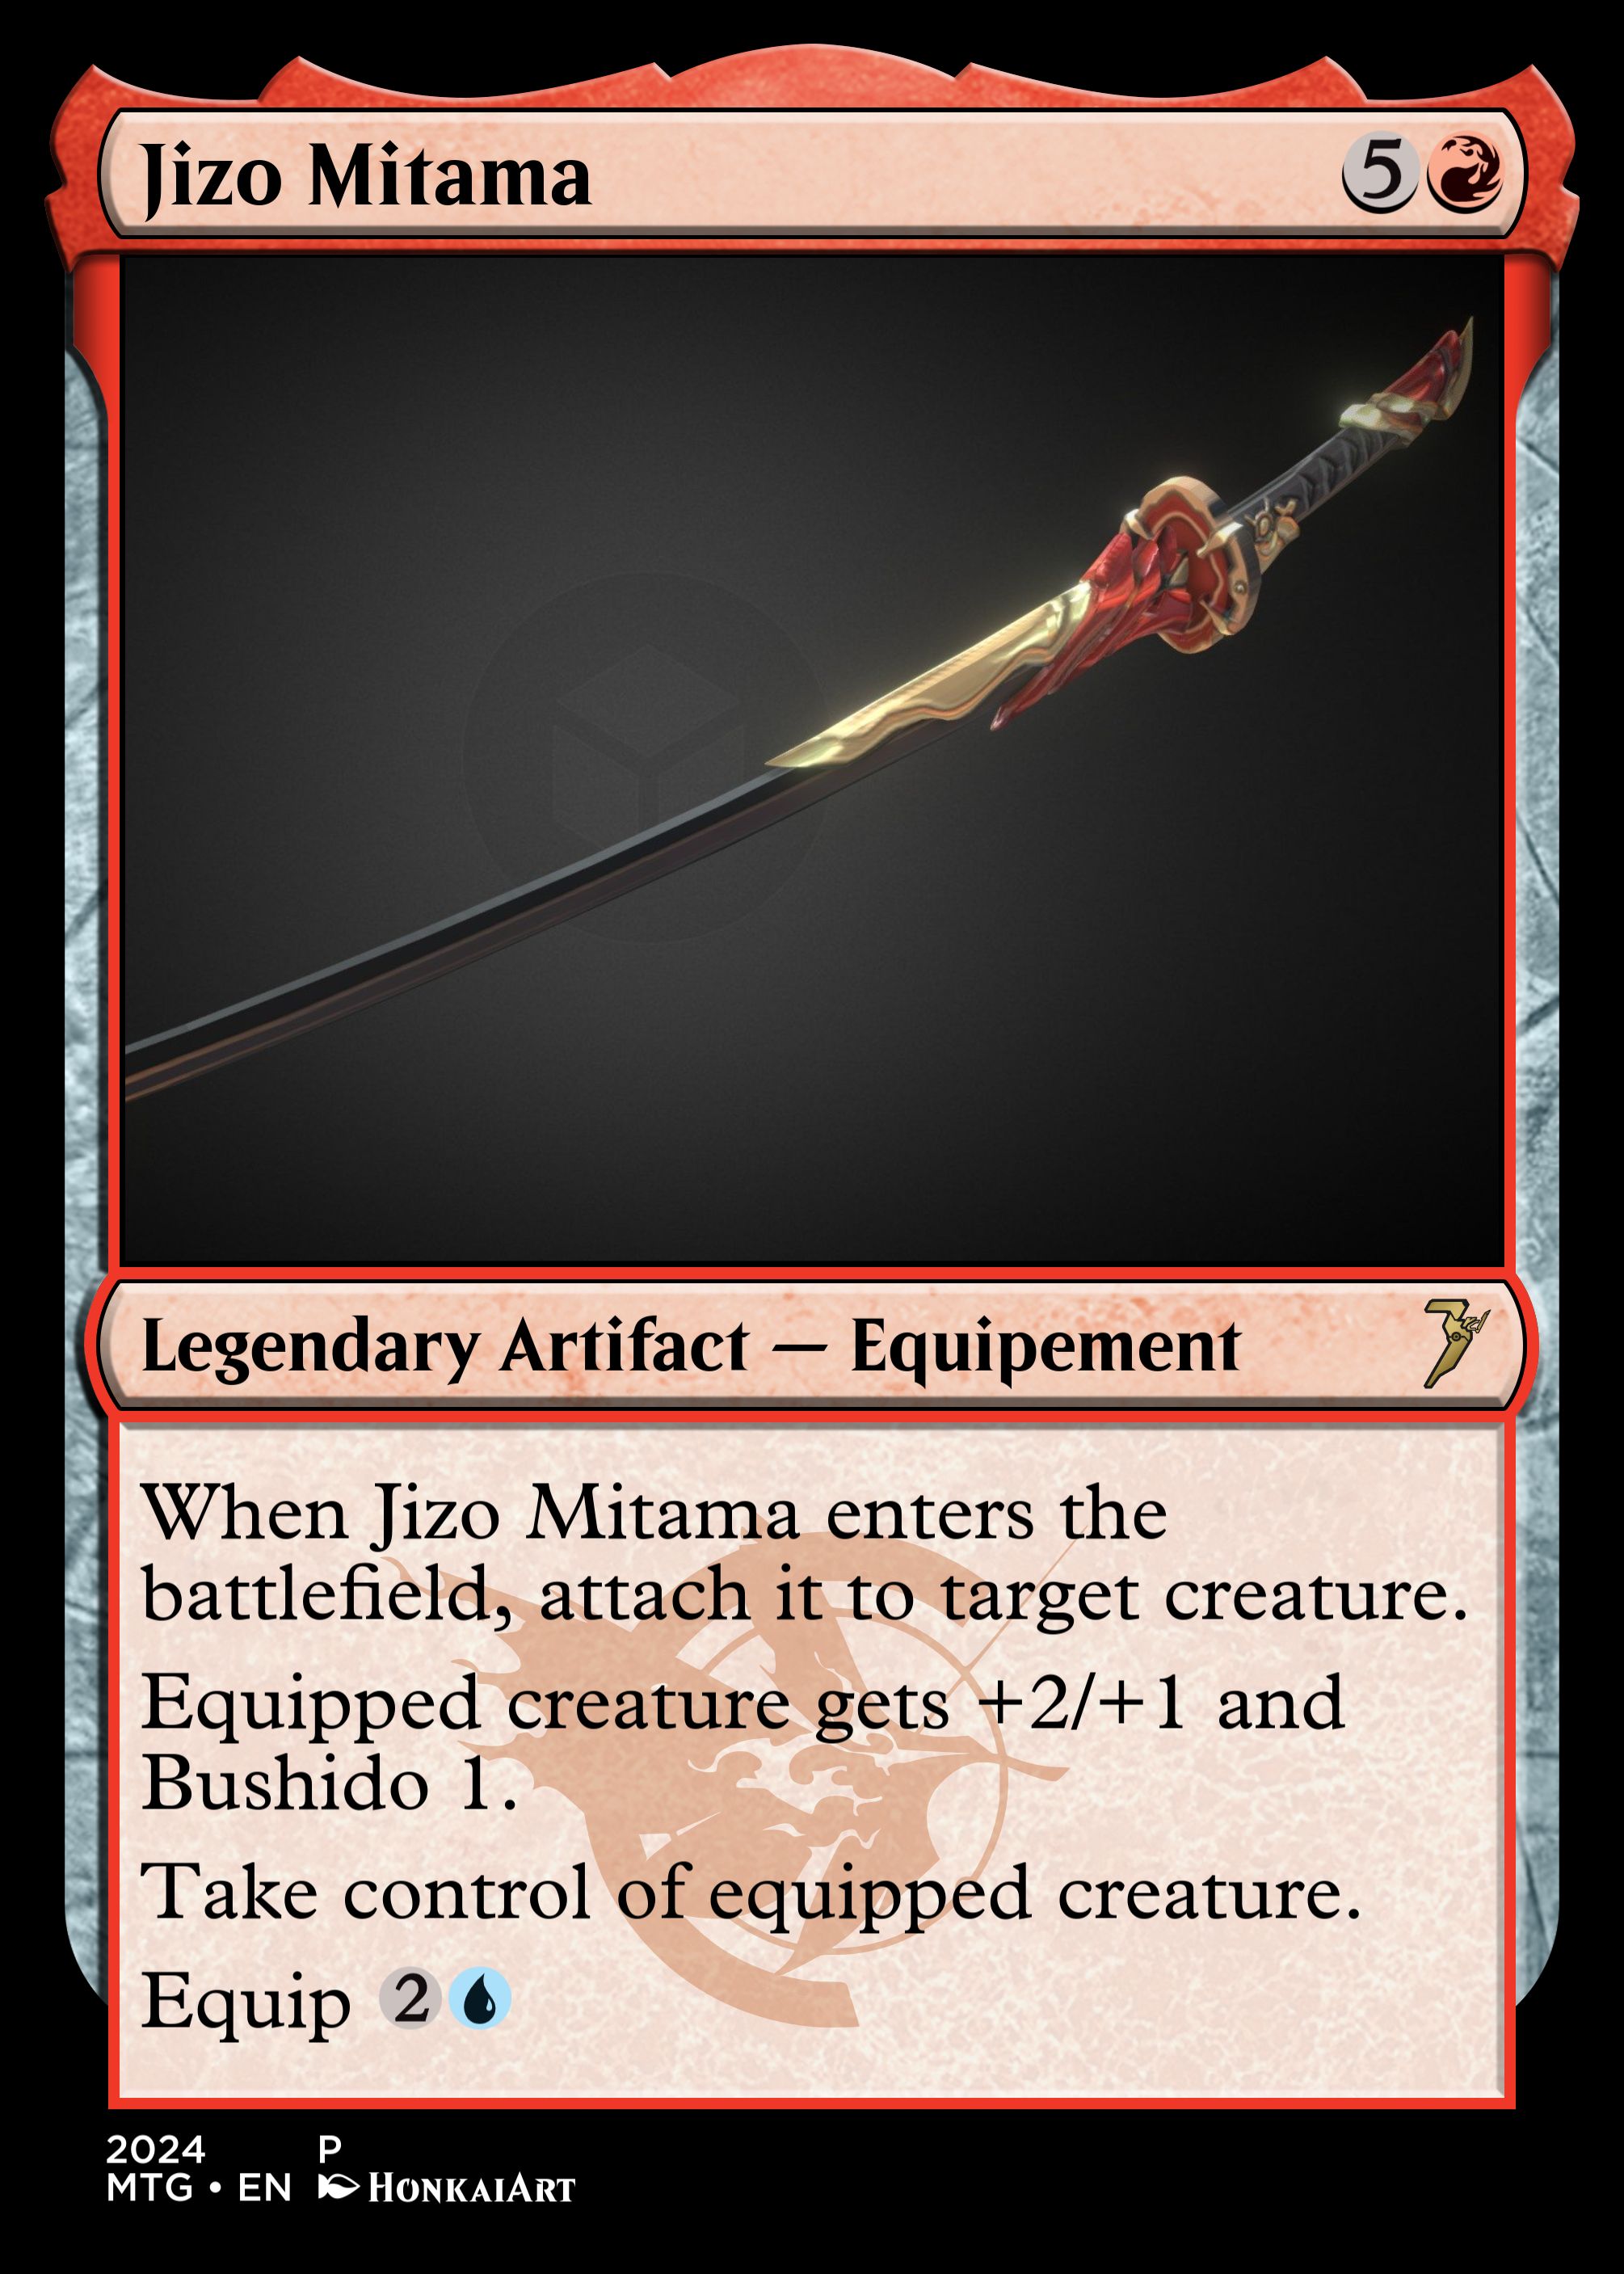 Jizo Mitama 5
Legendary Artifact — Equipement
When Jizo Mitama enters the
battlefield, attach it to target creature.
Equipped creature gets +2/+1 and
Bushido 1.
Take control of equipped creature.
Equip 2
2024 P
MTG • EN HonkaiArt